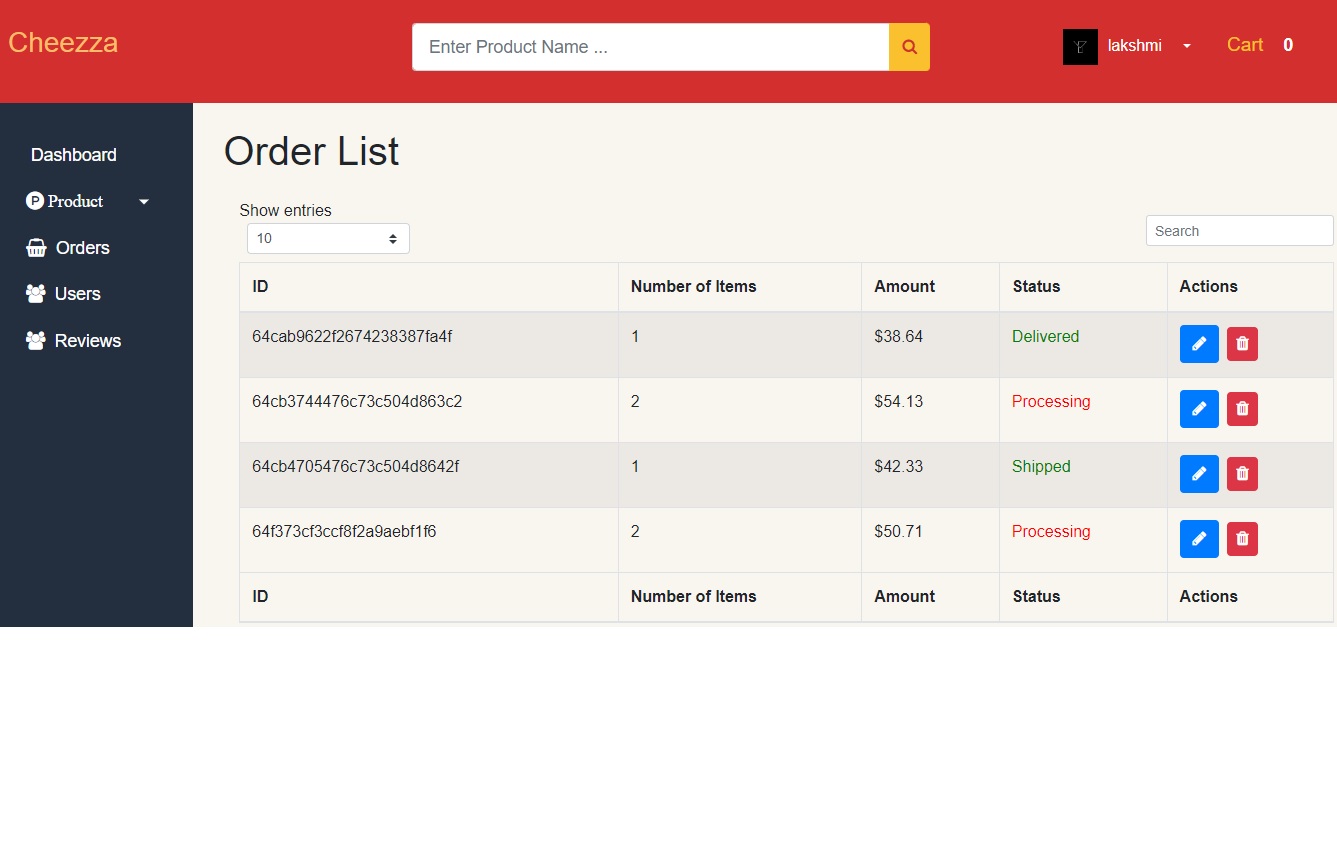 Cheezza
Enter Product Name ...
lakshmi
Cart 0
Dashboard
Product
Orders
Users
Reviews
Order List
Show entries
10
Search
ID Number of Items Amount Status Actions
64cab9622f2674238387fa4f 1 $38.64 Delivered
64cb3744476c73c504d863c2 2 $54.13 Processing
64cb4705476c73c504d8642f 1 $42.33 Shipped
64f373cf3ccf8f2a9aebf1f6 2 $50.71 Processing
ID Number of Items Amount Status Actions